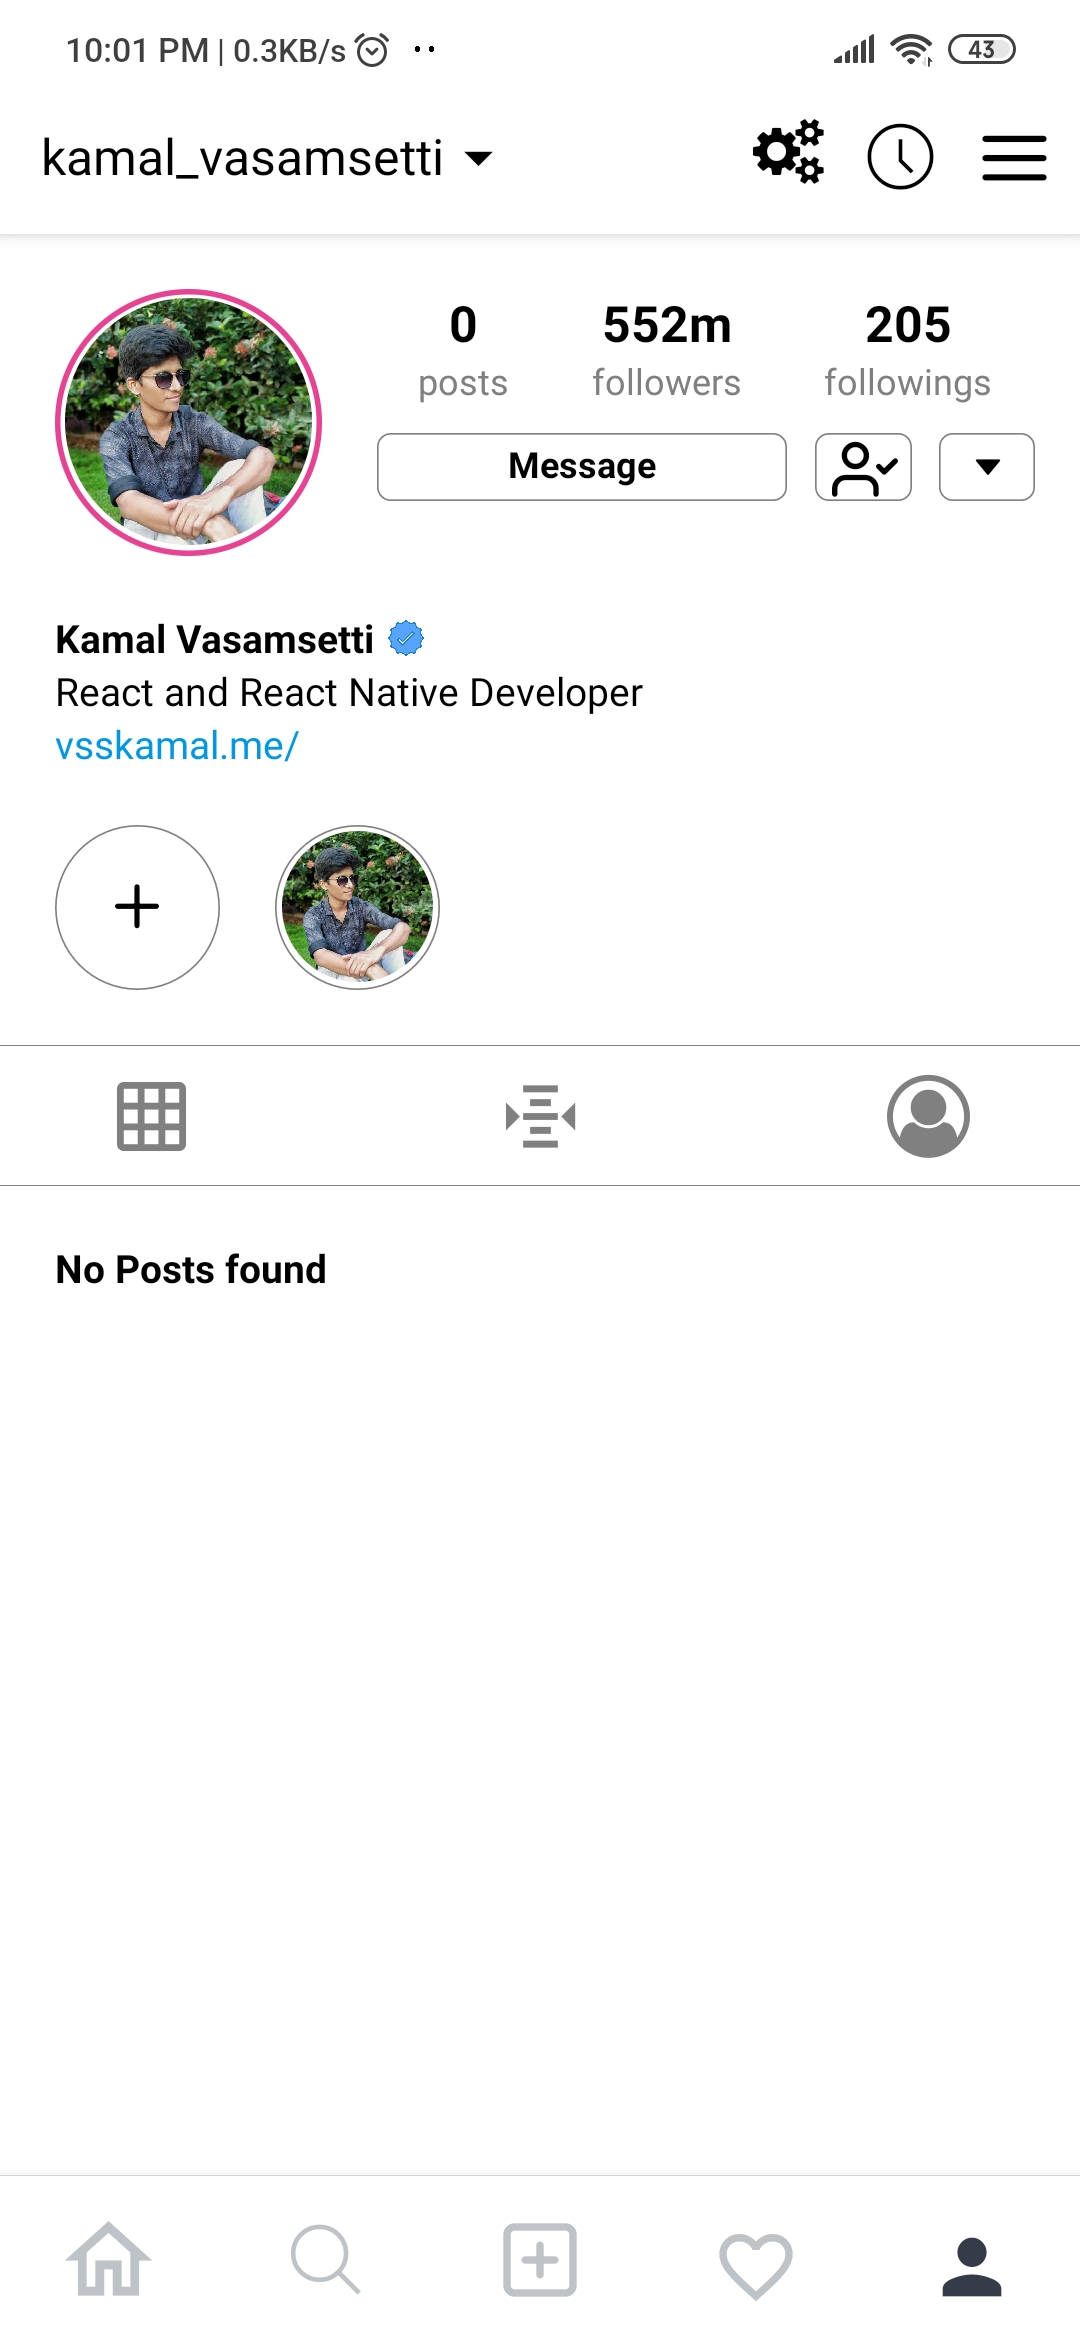 10:01 PM | 0.3KB/s
43
kamal_vasamsetti
0 552m 205
posts followers followings
Message
Kamal Vasamsetti
React and React Native Developer
vsskamal.me/
No Posts found